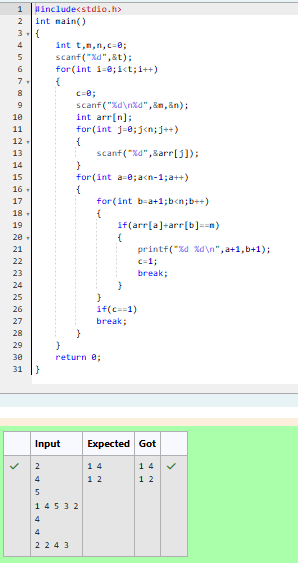 1 #include<stdio.h>
2 int main()
3 {
4 int t,m,n,c=0;
5 scanf("%d",&t);
6 for(int i=0;i<t;i++)
7 {
8 c=0;
9 scanf("%d\n%d",&m,&n);
10 int arr[n];
11 for(int j=0;j<n;j++)
12 {
13 scanf("%d",&arr[j]);
14 }
15 for(int a=0;a<n-1;a++)
16 {
17 for(int b=a+1;b<n;b++)
18 {
19 if(arr[a]+arr[b]==m)
20 {
21 printf("%d %d\n",a+1,b+1);
22 c=1;
23 break;
24 }
25 }
26 if(c==1)
27 break;
28 }
29 }
30 return 0;
31 }
Input Expected Got
2 1 4 1 4
4 1 2 1 2
5
1 4 5 3 2
4
4
2 2 4 3